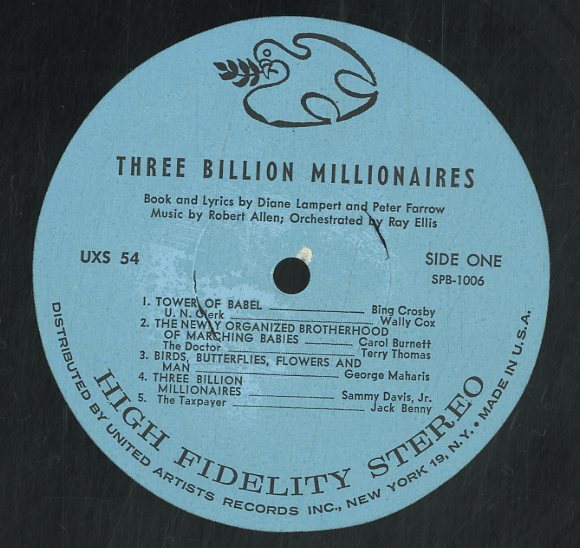 THREE BILLION MILLIONAIRES
Book and Lyrics by Diane Lampert and Peter Farrow
Music by Robert Allen; Orchestrated by Ray Ellis
UXS 54
SIDE ONE
SPB-1006
1. TOWER OF BABEL Bing Crosby
U. N. Clerk Wally Cox
2. THE NEWLY ORGANIZED BROTHERHOOD
OF MARCHING BABIES Carol Burnett
The Doctor Terry Thomas
3. BIRDS, BUTTERFLIES, FLOWERS AND
MAN George Maharis
4. THREE BILLION
MILLIONAIRES Sammy Davis, Jr.
5. The Taxpayer Jack Benny
HIGH FIDELITY STEREO
DISTRIBUTED BY UNITED ARTISTS RECORDS INC., NEW YORK 19, N.Y. • MADE IN U.S.A.